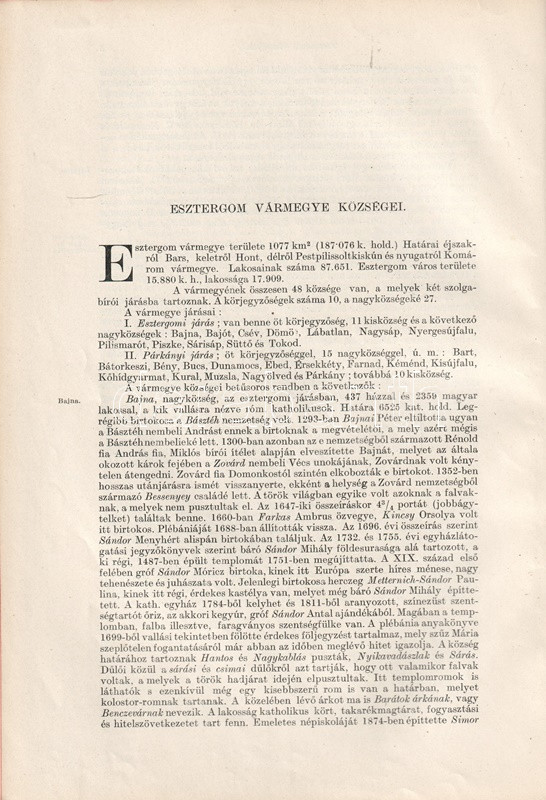 ESZTERGOM VÁRMEGYE KÖZSÉGEI.
Esztergom vármegye területe 1077 km² (187·076 k. hold.) Határai éjszak-
ról Bars, keletről Hont, délről Pestpilissoltkiskún és nyugatról Komá-
rom vármegye. Lakosainak száma 87.651. Esztergom város területe
15.880 k. h., lakossága 17.909.
A vármegyének összesen 48 községe van, a melyek két szolga-
bírói járásba tartoznak. A körjegyzőségek száma 10, a nagyközségeké 27.
A vármegye járásai :
I. Esztergomi járás ; van benne öt körjegyzőség, 11 kisközség és a következő
nagyközségek : Bajna, Bajót, Csév, Dömös, Lábatlan, Nagysáp, Nyergesújfalu,
Pilismarót, Piszke, Sárisáp, Süttő és Tokod.
II. Párkányi járás ; öt körjegyzőséggel, 15 nagyközséggel, ú. m. : Bart,
Bátorkeszi, Bény, Bucs, Dunamocs, Ebed, Érsekkéty, Farnad, Kéménd, Kisújfalu,
Kőhídgyarmat, Kural, Muzsla, Nagyölved és Párkány ; továbbá 10 kisközség.
A vármegye községei betűsoros rendben a következők :
Bajna.
Bajna, nagyközség, az esztergomi járásban, 437 házzal és 2359 magyar
lakossal, a kik vallásra nézve róm katholikusok. Határa 6525 kat. hold. Leg-
régibb birtokosa a Básztéh nemzetség volt. 1293-ban Bajnai Péter eltiltotta ugyan
a Básztéh nembeli Andrást ennek a birtoknak a megvételétől, a mely azért mégis
a Básztéh nembelieké lett. 1300-ban azonban az e nemzetségből származott Rénold
fia András fia, Miklós bírói ítélet alapján elvesztette Bajnát, melyet az általa
okozott károk fejében a Zovárd nembeli Vécs unokájának, Zovárdnak volt kény-
telen átengedni. Zovárd fia Domonkostól szintén elkobozták e birtokot. 1352-ben
hosszas utánjárásra ismét visszanyerte, ekként a helység a Zovárd nemzetségből
származó Bessenyey családé lett. A török világban egyike volt azoknak a falvak-
nak, a melyek nem pusztultak el. Az 1647-iki összeíráskor 4³/₄ portát (jobbágy-
telket) találtak benne. 1660-ban Farkas Ambrus özvegye, Kincsy Orsolya volt
itt birtokos. Plébániáját 1688-ban állították vissza. Az 1696. évi összeírás szerint
Sándor Menyhért alispán birtokában találjuk. Az 1732. és 1755. évi egyházláto-
gatási jegyzőkönyvek szerint báró Sándor Mihály földesurasága alá tartozott, a
ki régi, 1487-ben épült templomát 1751-ben megújíttatta. A XIX. század első
felében gróf Sándor Móricz birtoka, kinek itt Európa szerte híres ménese, nagy
tehenészete és juhászata volt. Jelenlegi birtokosa herczeg Metternich-Sándor Pau-
lina, kinek itt régi, érdekes kastélya van, melyet még báró Sándor Mihály építte-
tett. A kath. egyház 1784-ből kelyhet és 1811-ből aranyozott, színezüst szent-
ségtartót őriz, az akkori kegyúr, gróf Sándor Antal ajándékából. Magában a temp-
lomban, falba illesztve, faragványos szentségfülke van. A plébánia anyakönyve
1699-ből vallási tekintetben fölötte érdekes följegyzést tartalmaz, mely szűz Mária
szeplőtelen fogantatásáról már abban az időben meglévő hitet igazolja. A község
határához tartoznak Hantos és Nagykablás puszták, Nyikavadászlak és Sárás.
Dűlői közül a sárási és csimai dűlőkről azt tartják, hogy ott valamikor falvak
voltak, a melyek a török hadjárat idején elpusztultak. Itt templomromok is
láthatók s ezenkívül még egy kisebbszerű rom is van a határban, melyet
kolostor-romnak tartanak. A közelében lévő árkot ma is Barátok árkának, vagy
Benczevárnak nevezik. A lakosság katholikus kört, takarékmagtárat, fogyasztási
és hitelszövetkezetet tart fenn. Emeletes népiskoláját 1874-ben építtette Simor